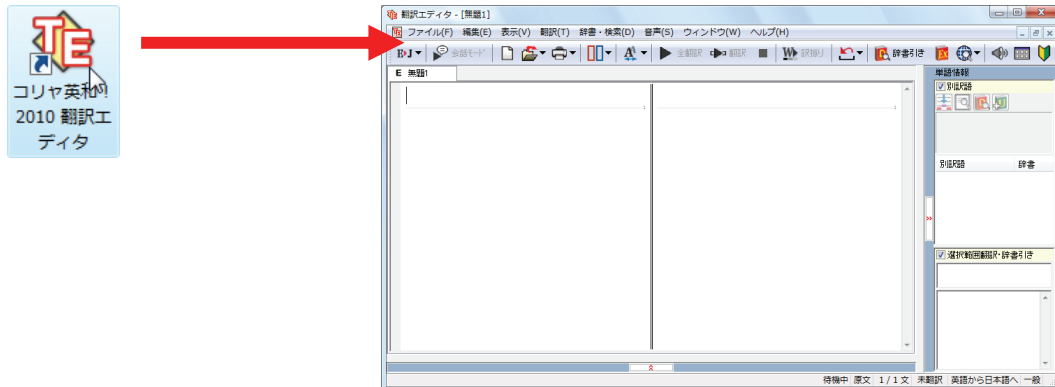 TE
コリャ英和!
2010 翻訳エ
ディタ
翻訳エディタ - [無題1]
ファイル(F) 編集(E) 表示(V) 翻訳(T) 辞書・検索(D) 音声(S) ウィンドウ(W) ヘルプ(H)
E▸J 会話モード 全翻訳 翻訳 訳振り 辞書引き
E 無題1
単語情報
別訳語
別訳語 辞書
選択範囲翻訳・辞書引き
待機中 原文 1 / 1 文 未翻訳 英語から日本語へ 一般